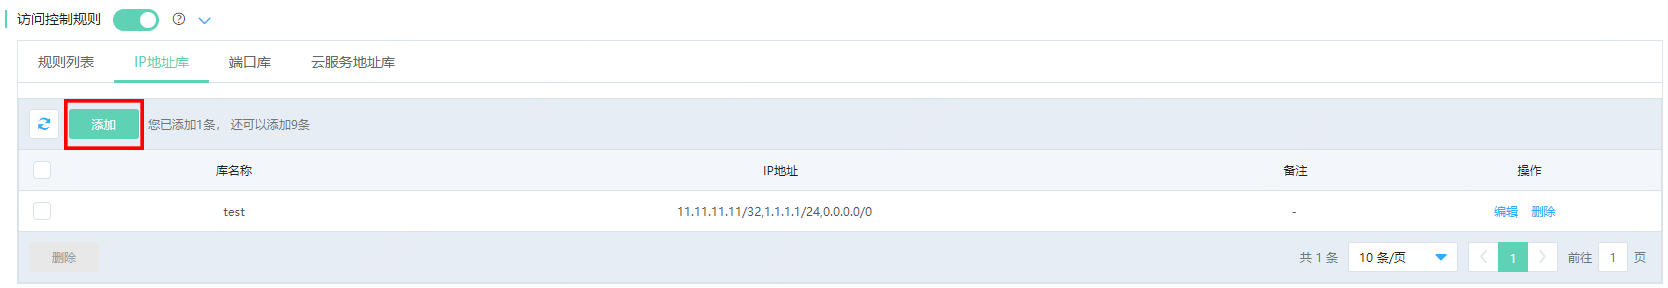 访问控制规则
规则列表 IP地址库 端口库 云服务地址库
添加 您已添加1条， 还可以添加9条
库名称 IP地址 备注 操作
test 11.11.11.11/32,1.1.1.1/24,0.0.0.0/0 - 编辑 删除
删除 共 1 条 10 条/页 1 前往 1 页